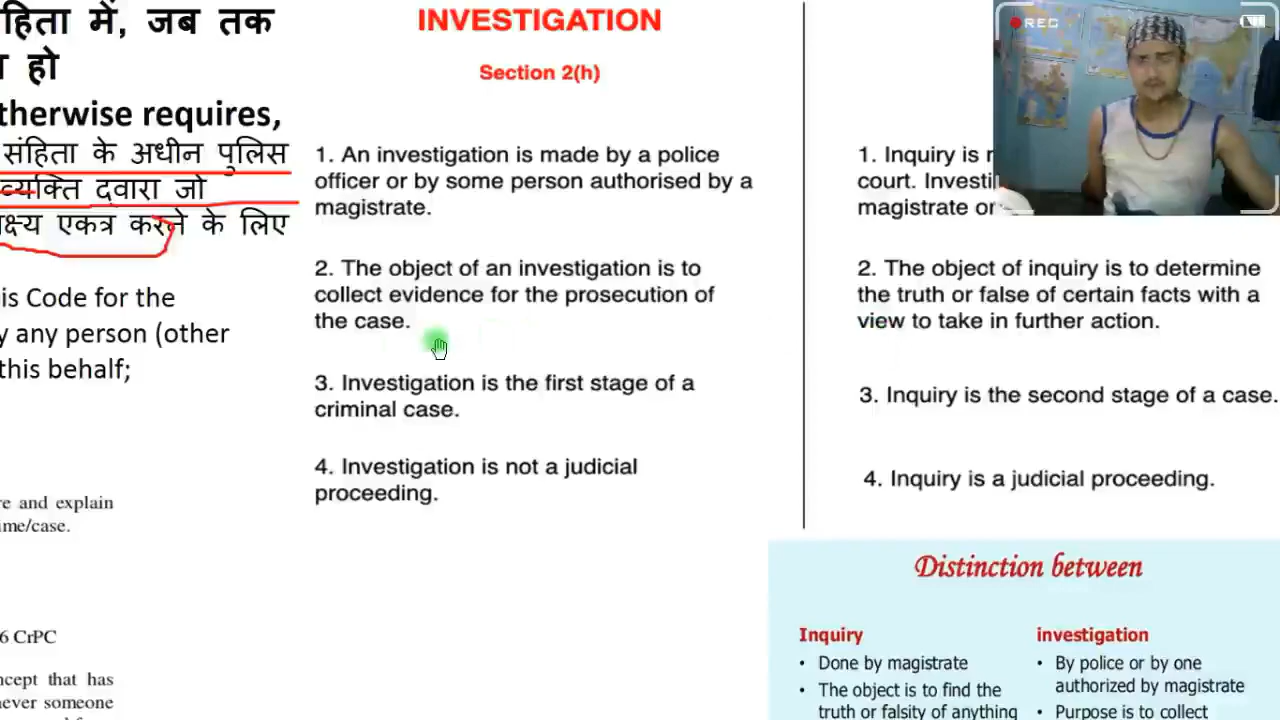 हिता में, जब तक
हो
therwise requires,
संहिता के अधीन पुलिस
व्यक्ति द्वारा जो
क्ष्य एकत्र करने के लिए
is Code for the
y any person (other
this behalf;
re and explain
ime/case.
6 CrPC
ncept that has
never someone
INVESTIGATION
Section 2(h)
1. An investigation is made by a police
officer or by some person authorised by a
magistrate.
2. The object of an investigation is to
collect evidence for the prosecution of
the case.
3. Investigation is the first stage of a
criminal case.
4. Investigation is not a judicial
proceeding.
REC
1. Inquiry is
court. Investi
magistrate or
2. The object of inquiry is to determine
the truth or false of certain facts with a
view to take in further action.
3. Inquiry is the second stage of a case.
4. Inquiry is a judicial proceeding.
Distinction between
Inquiry
• Done by magistrate
• The object is to find the
truth or falsity of anything
investigation
• By police or by one
authorized by magistrate
• Purpose is to collect